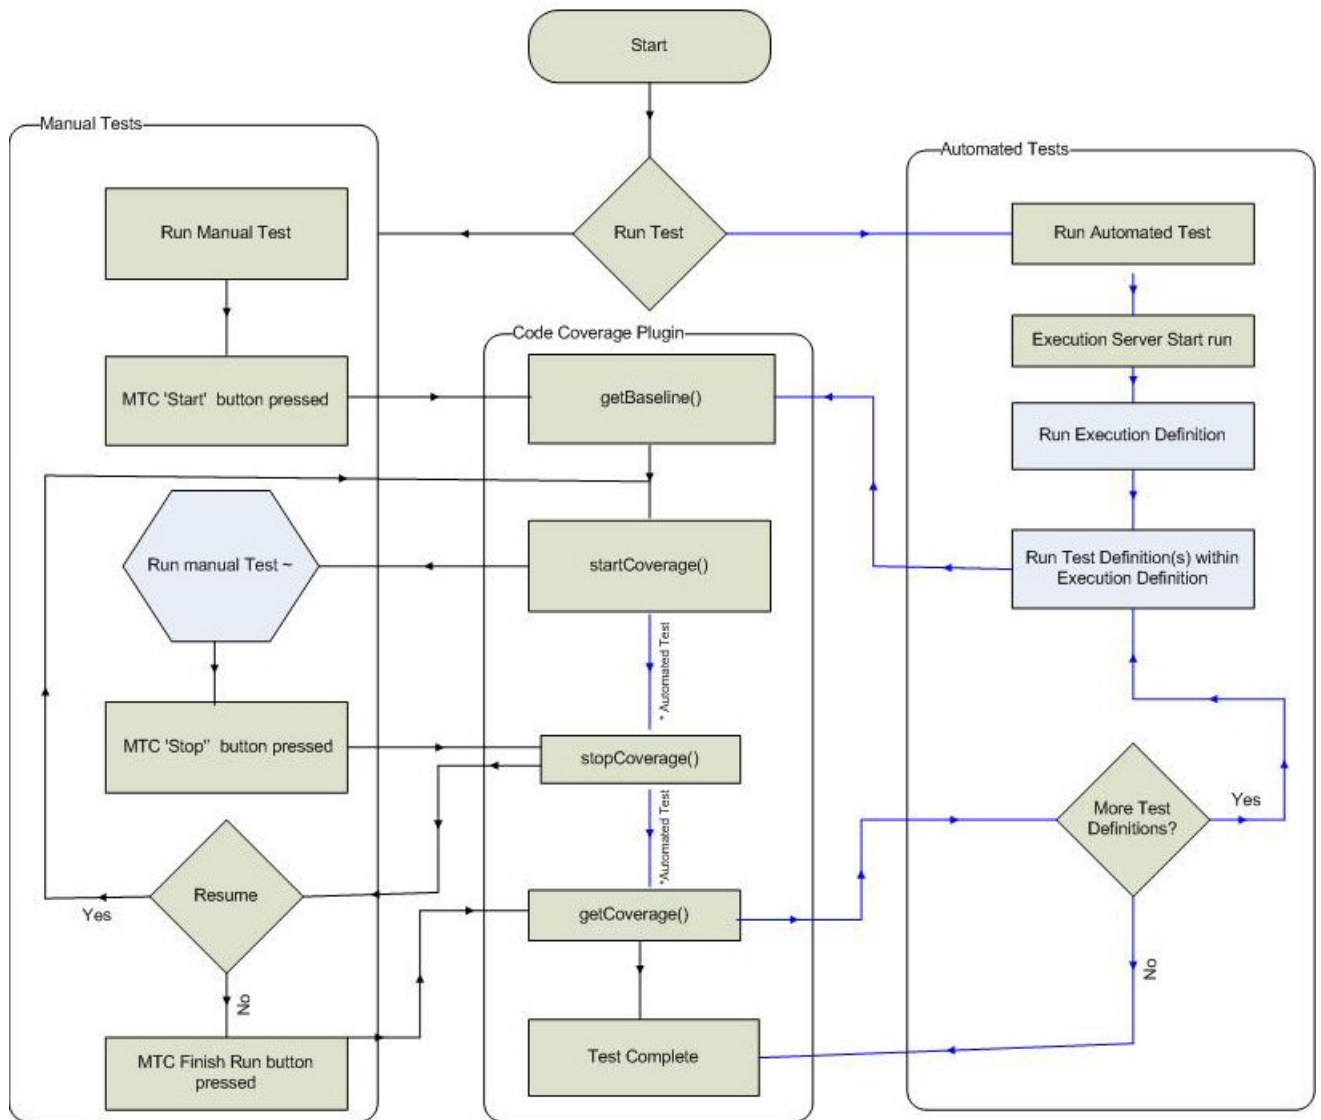 Start
Manual Tests
Automated Tests
Run Manual Test
Run Test
Run Automated Test
Code Coverage Plugin
Execution Server Start run
MTC 'Start'  button pressed
getBaseline()
Run Execution Definition
Run manual Test ~
startCoverage()
Run Test Definition(s) within
Execution Definition
* Automated Test
MTC 'Stop''  button pressed
stopCoverage()
*Automated Test
More Test
Definitions?
Yes
Resume
Yes
getCoverage()
No
No
MTC Finish Run button
pressed
Test Complete